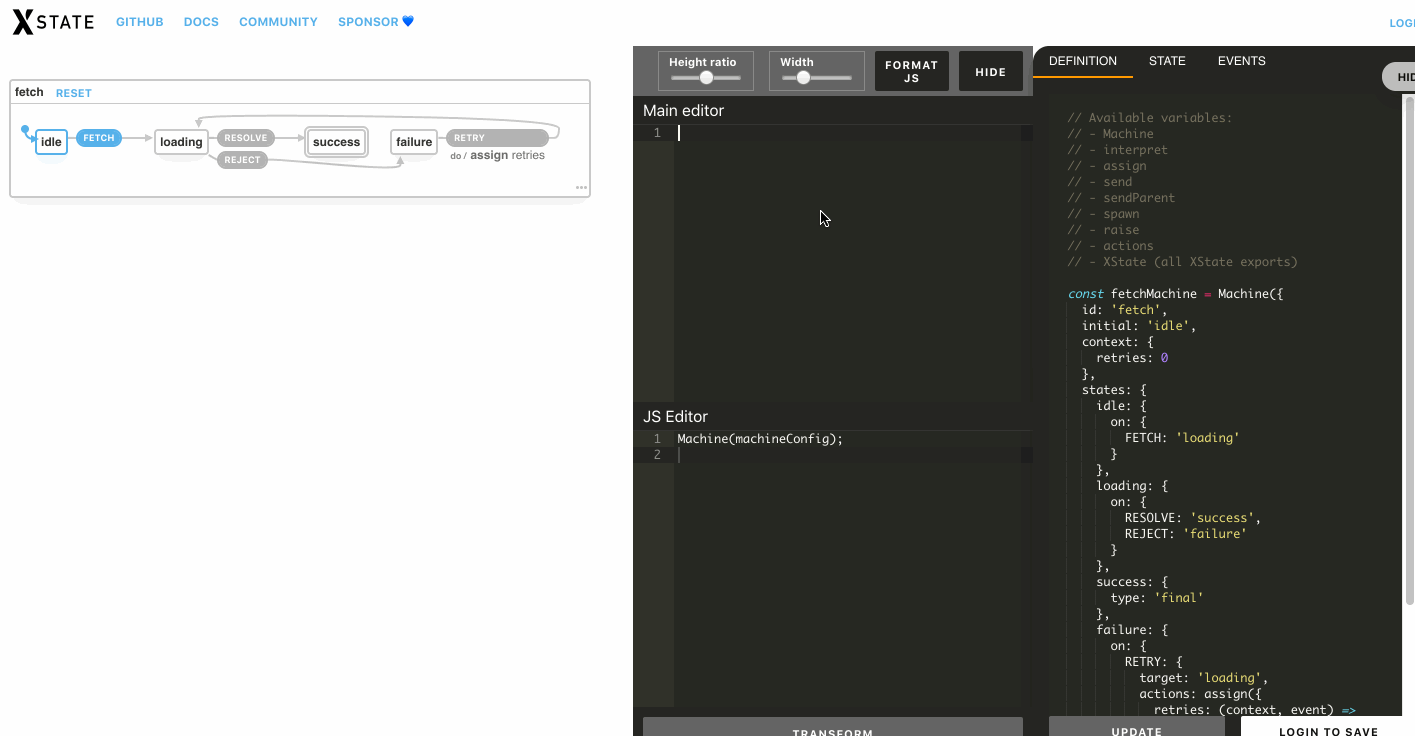 XSTATE GITHUB DOCS COMMUNITY SPONSOR 💙
fetch RESET
idle FETCH loading RESOLVE success failure RETRY
REJECT do / assign retries
Height ratio Width FORMAT JS HIDE
Main editor
1
JS Editor
1 Machine(machineConfig);
2
TRANSFORM
DEFINITION STATE EVENTS
// Available variables:
// - Machine
// - interpret
// - assign
// - send
// - sendParent
// - spawn
// - raise
// - actions
// - XState (all XState exports)
const fetchMachine = Machine({
id: 'fetch',
initial: 'idle',
context: {
retries: 0
},
states: {
idle: {
on: {
FETCH: 'loading'
}
},
loading: {
on: {
RESOLVE: 'success',
REJECT: 'failure'
}
},
success: {
type: 'final'
},
failure: {
on: {
RETRY: {
target: 'loading',
actions: assign({
retries: (context, event) =>
UPDATE LOGIN TO SAVE